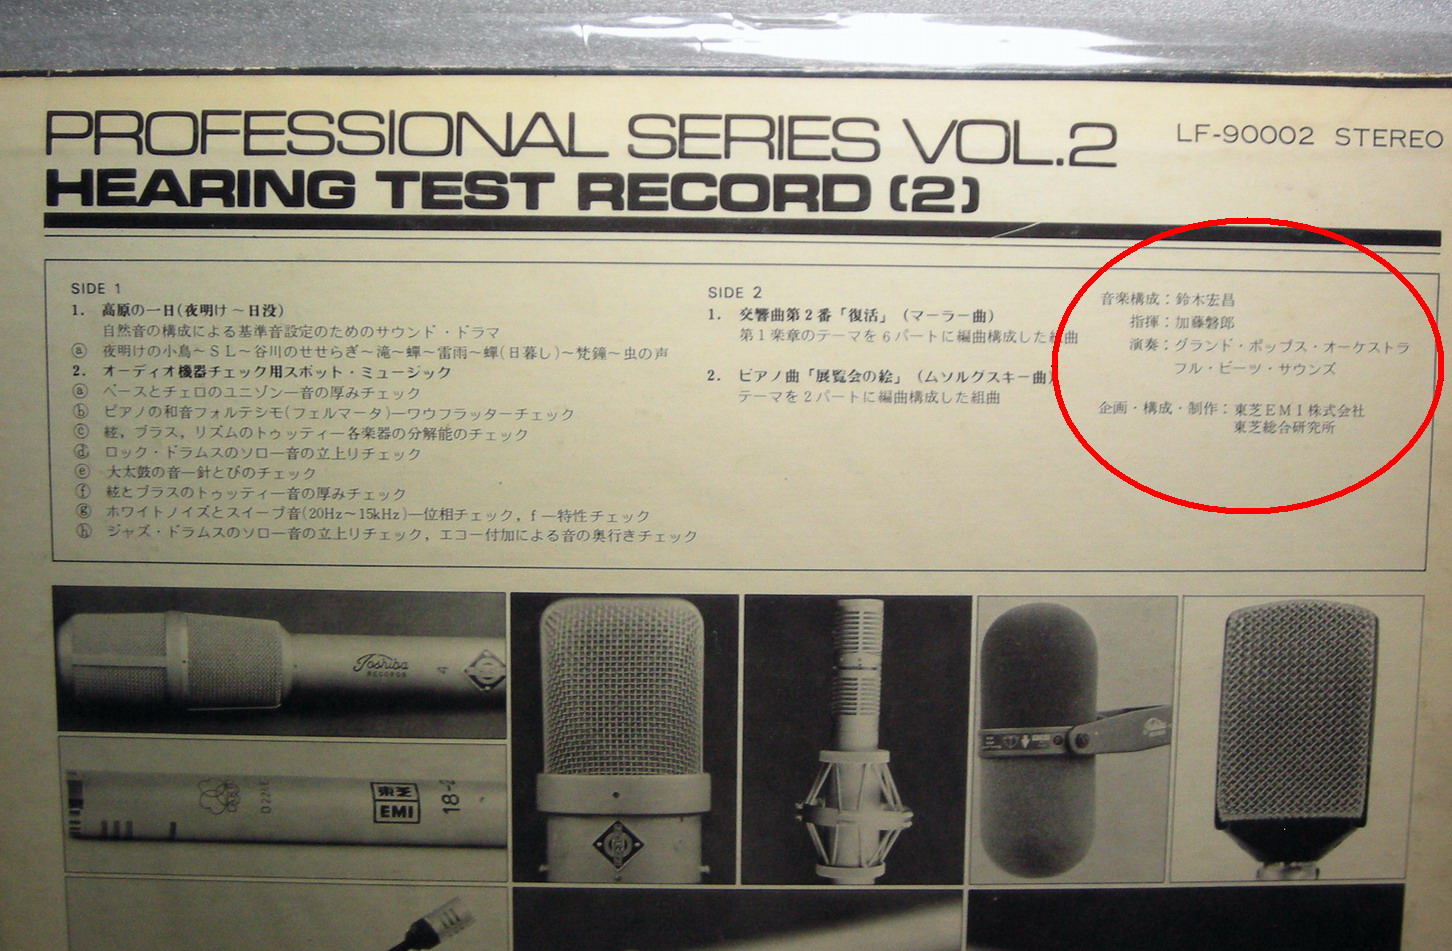 PROFESSIONAL SERIES VOL.2
LF-90002 STEREO
HEARING TEST RECORD (2)
SIDE 1
1. 高原の一日(夜明け～日没)
自然音の構成による基準音設定のためのサウンド・ドラマ
ⓐ 夜明けの小鳥～SL～谷川のせせらぎ～滝～蟬～雷雨～蟬(日暮し)～梵鐘～虫の声
2. オーディオ機器チェック用スポット・ミュージック
ⓐ ベースとチェロのユニゾン―音の厚みチェック
ⓑ ピアノの和音フォルテシモ(フェルマータ)―ワウフラッターチェック
ⓒ 絃，ブラス，リズムのトゥッティ―各楽器の分解能のチェック
ⓓ ロック・ドラムスのソロ―音の立上りチェック
ⓔ 大太鼓の音―針とびのチェック
ⓕ 絃とブラスのトゥッティ―音の厚みチェック
ⓖ ホワイトノイズとスイープ音(20Hz～15kHz)―位相チェック，f―特性チェック
ⓗ ジャズ・ドラムスのソロ―音の立上りチェック，エコー付加による音の奥行きチェック
SIDE 2
1. 交響曲第2番「復活」(マーラー曲)
第1楽章のテーマを6パートに編曲構成した組曲
2. ピアノ曲「展覧会の絵」(ムソルグスキー曲)
テーマを2パートに編曲構成した組曲
音楽構成：鈴木宏昌
指揮：加藤磐郎
演奏：グランド・ポップス・オーケストラ
フル・ビーツ・サウンズ
企画・構成・制作：東芝EMI株式会社
東芝総合研究所
Toshiba
RECORDS
4
東芝
EMI
18-